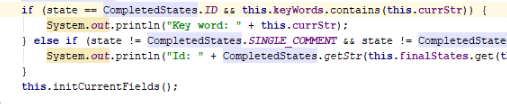 if (state == CompletedStates.ID && this.keyWords.contains(this.currStr)) {
System.out.println("Key word: " + this.currStr);
} else if (state != CompletedStates.SINGLE_COMMENT && state != CompletedState
System.out.println("Id: " + CompletedStates.getStr(this.finalStates.get(t
}
this.initCurrentFields();